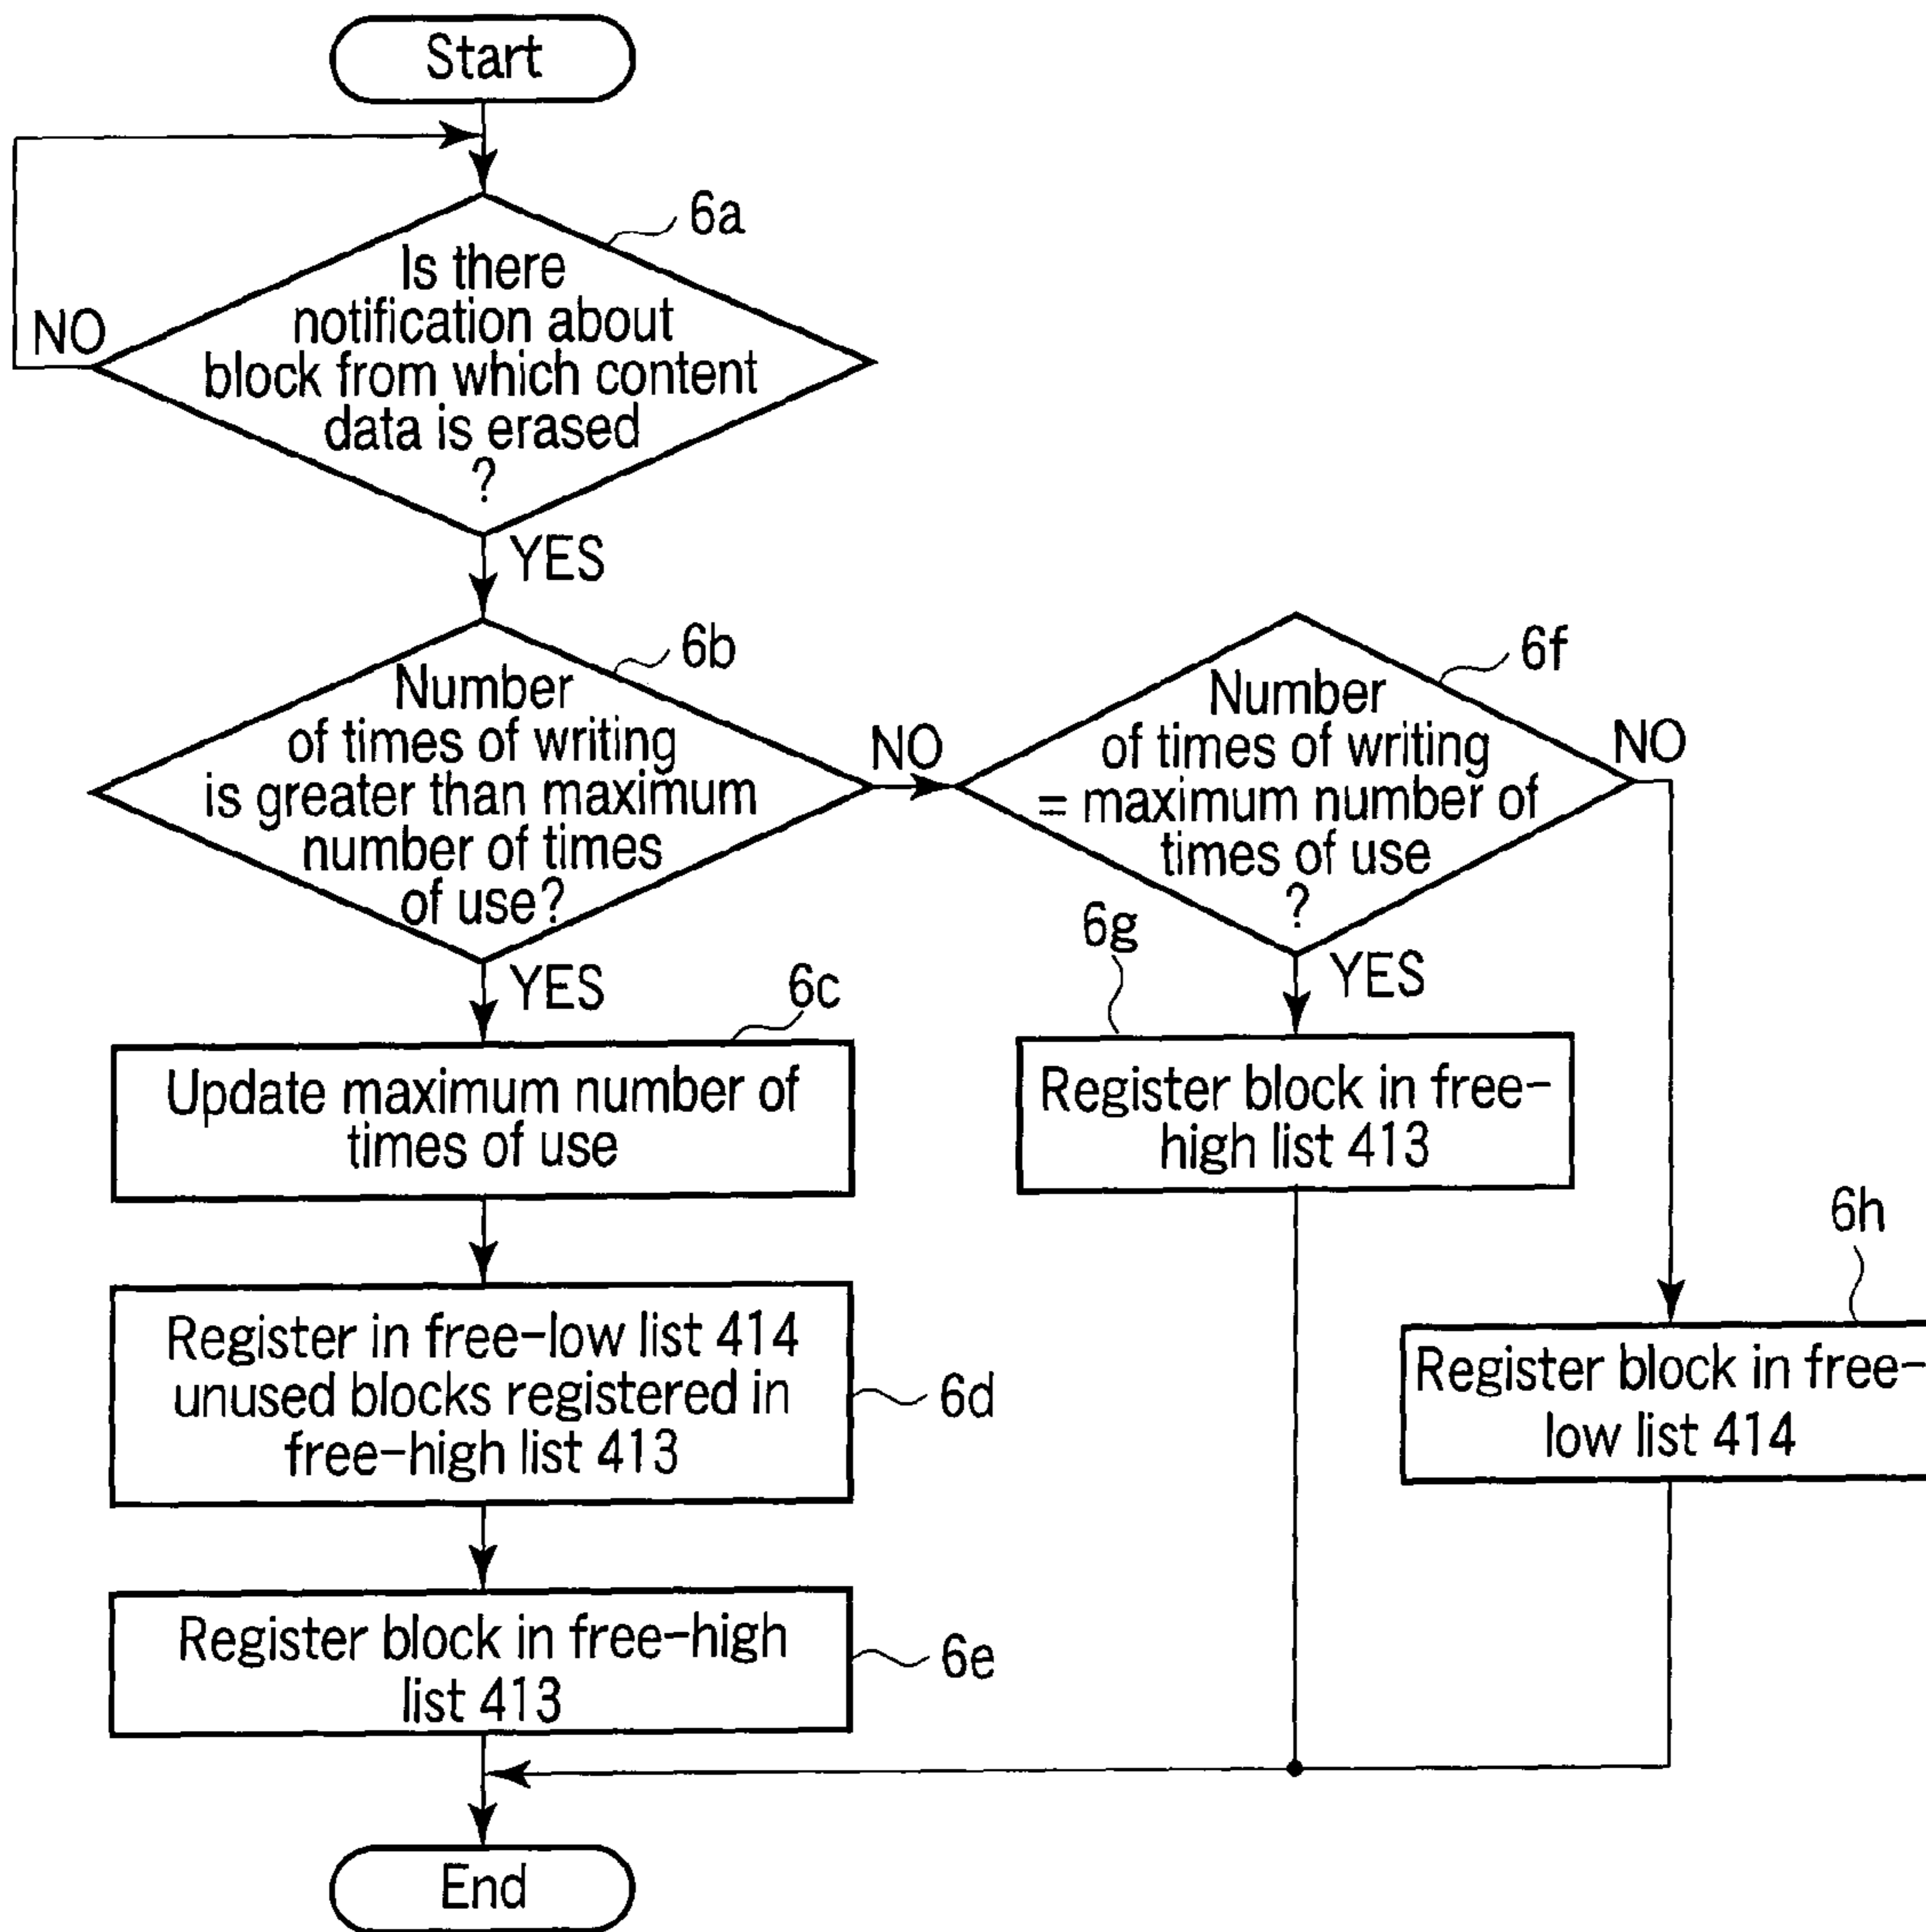 Start
6a
Is there
notification about
block from which content
data is erased
?
NO
YES
6b
Number
of times of writing
is greater than maximum
number of times
of use?
NO
YES
6f
Number
of times of writing
= maximum number of
times of use
?
NO
YES
6c
Update maximum number of
times of use
6g
Register block in free-
high list 413
6d
Register in free-low list 414
unused blocks registered in
free-high list 413
6h
Register block in free-
low list 414
6e
Register block in free-high
list 413
End